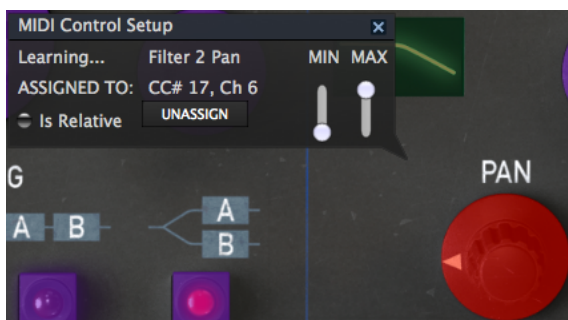 MIDI Control Setup
Learning... Filter 2 Pan MIN MAX
ASSIGNED TO: CC# 17, Ch 6
Is Relative UNASSIGN
G
PAN
A B
A
B